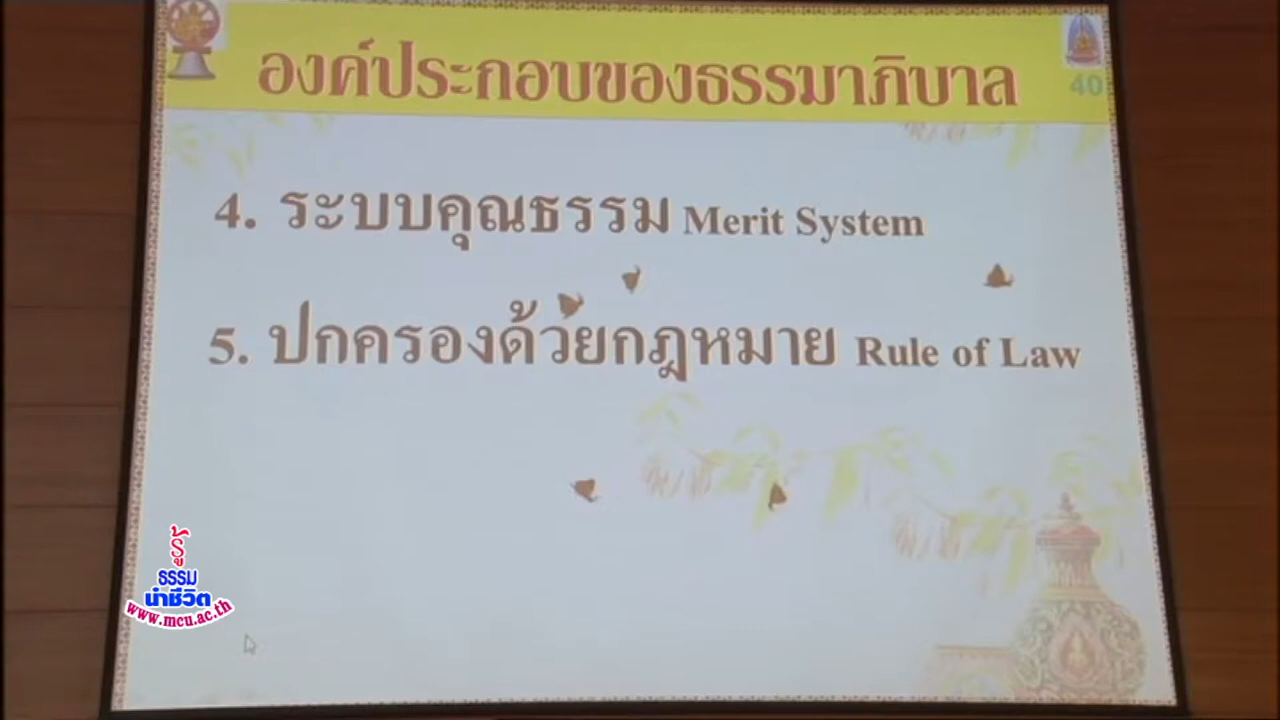 องค์ประกอบของธรรมาภิบาล
40
4. ระบบคุณธรรม Merit System
5. ปกครองด้วยกฎหมาย Rule of Law
รู้
ธรรม
นำชีวิต
www.mcu.ac.th